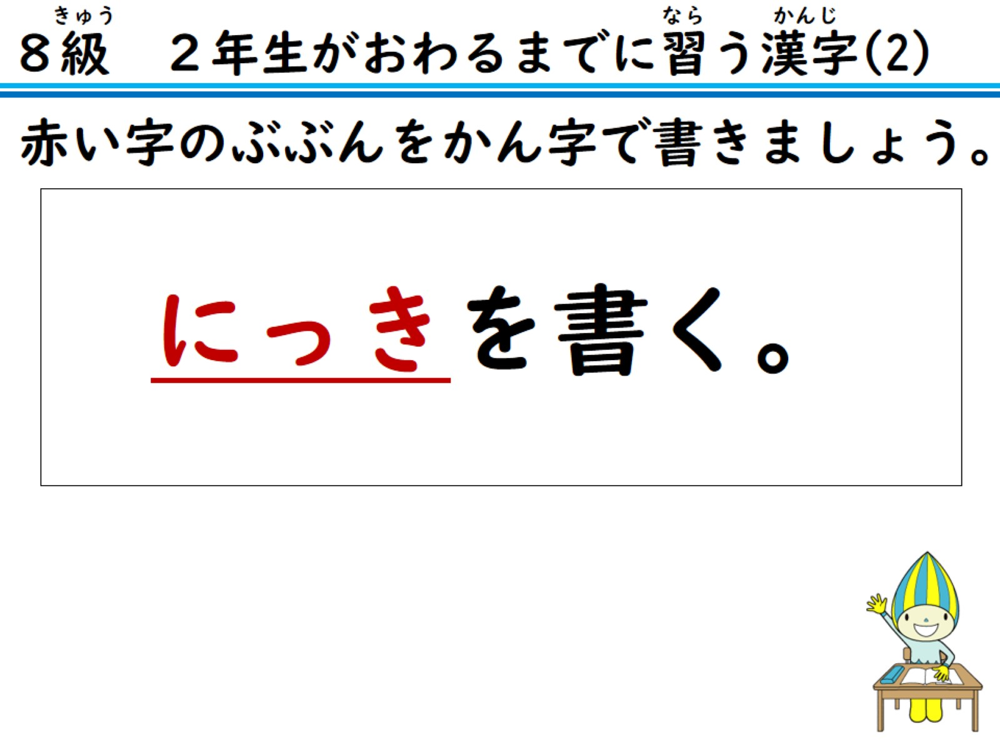 きゅう なら かんじ
8級 2年生がおわるまでに習う漢字(2)
赤い字のぶぶんをかん字で書きましょう。
にっきを書く。